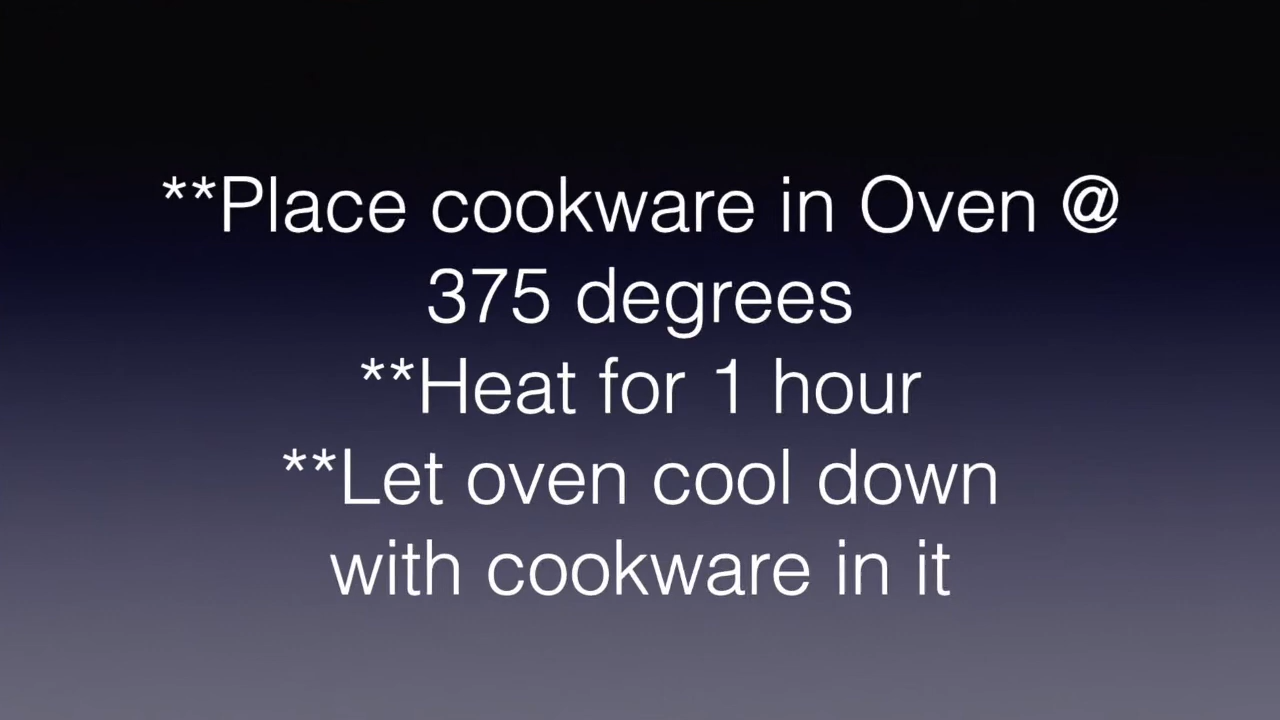 **Place cookware in Oven @
375 degrees
**Heat for 1 hour
**Let oven cool down
with cookware in it